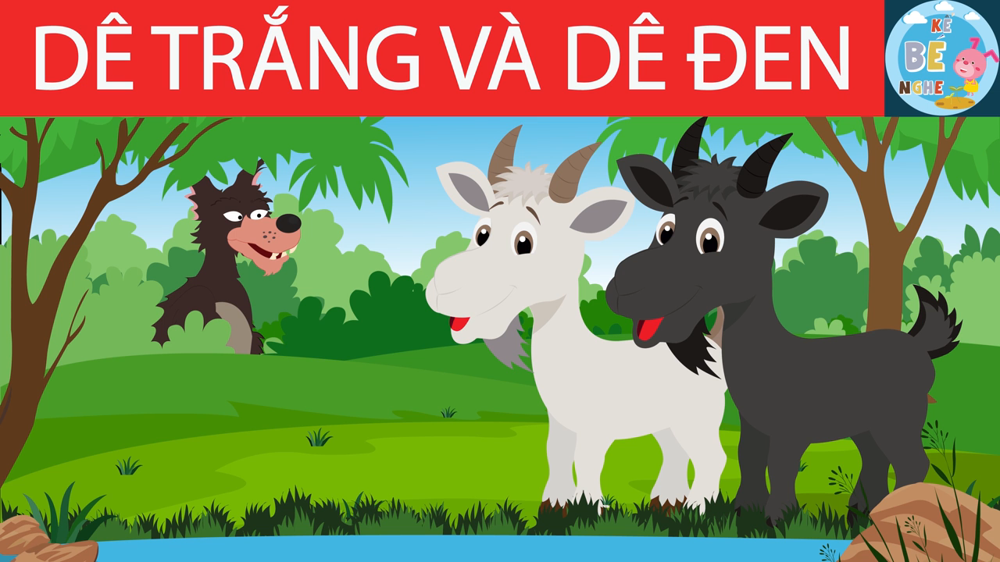 DÊ TRẮNG VÀ DÊ ĐEN
KỂ
BÉ
NGHE